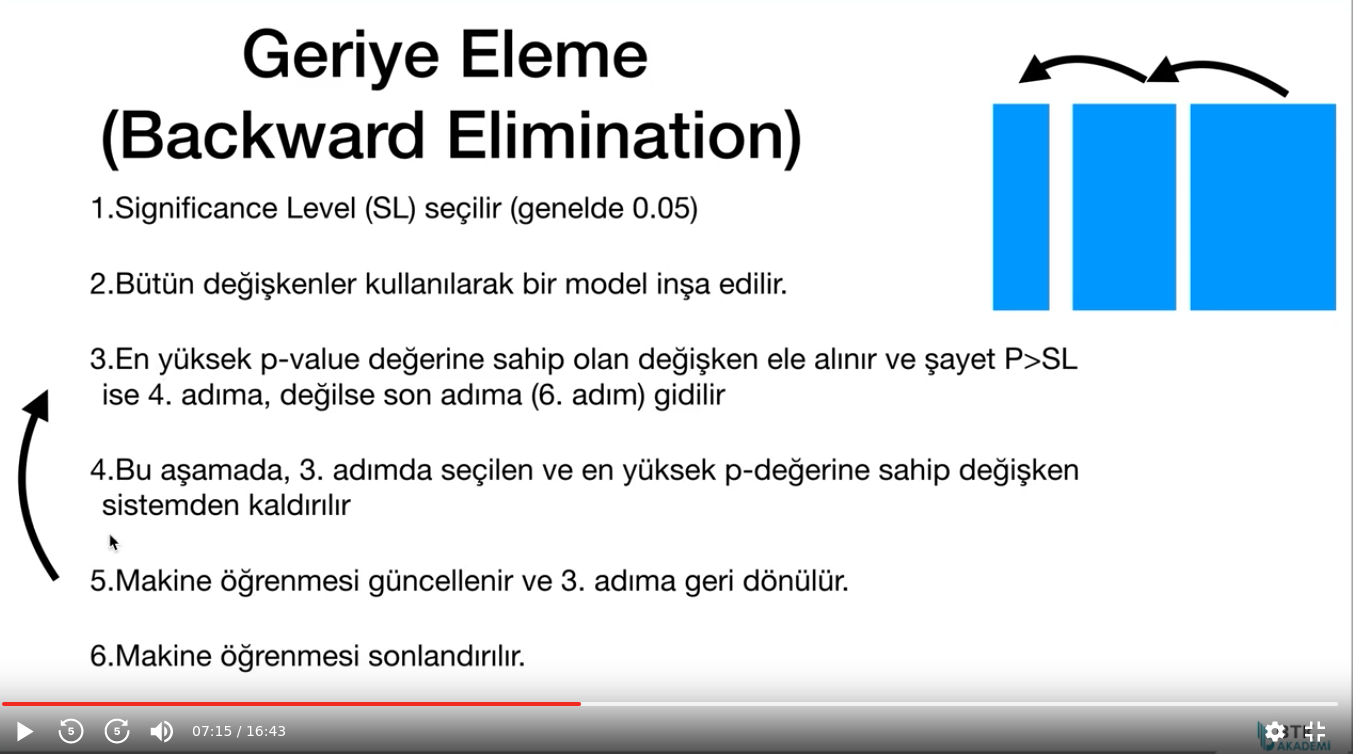 Geriye Eleme
(Backward Elimination)
1.Significance Level (SL) seçilir (genelde 0.05)
2.Bütün değişkenler kullanılarak bir model inşa edilir.
3.En yüksek p-value değerine sahip olan değişken ele alınır ve şayet P>SL
ise 4. adıma, değilse son adıma (6. adım) gidilir
4.Bu aşamada, 3. adımda seçilen ve en yüksek p-değerine sahip değişken
sistemden kaldırılır
5.Makine öğrenmesi güncellenir ve 3. adıma geri dönülür.
6.Makine öğrenmesi sonlandırılır.
5
5
07:15 / 16:43
AKADEMİ